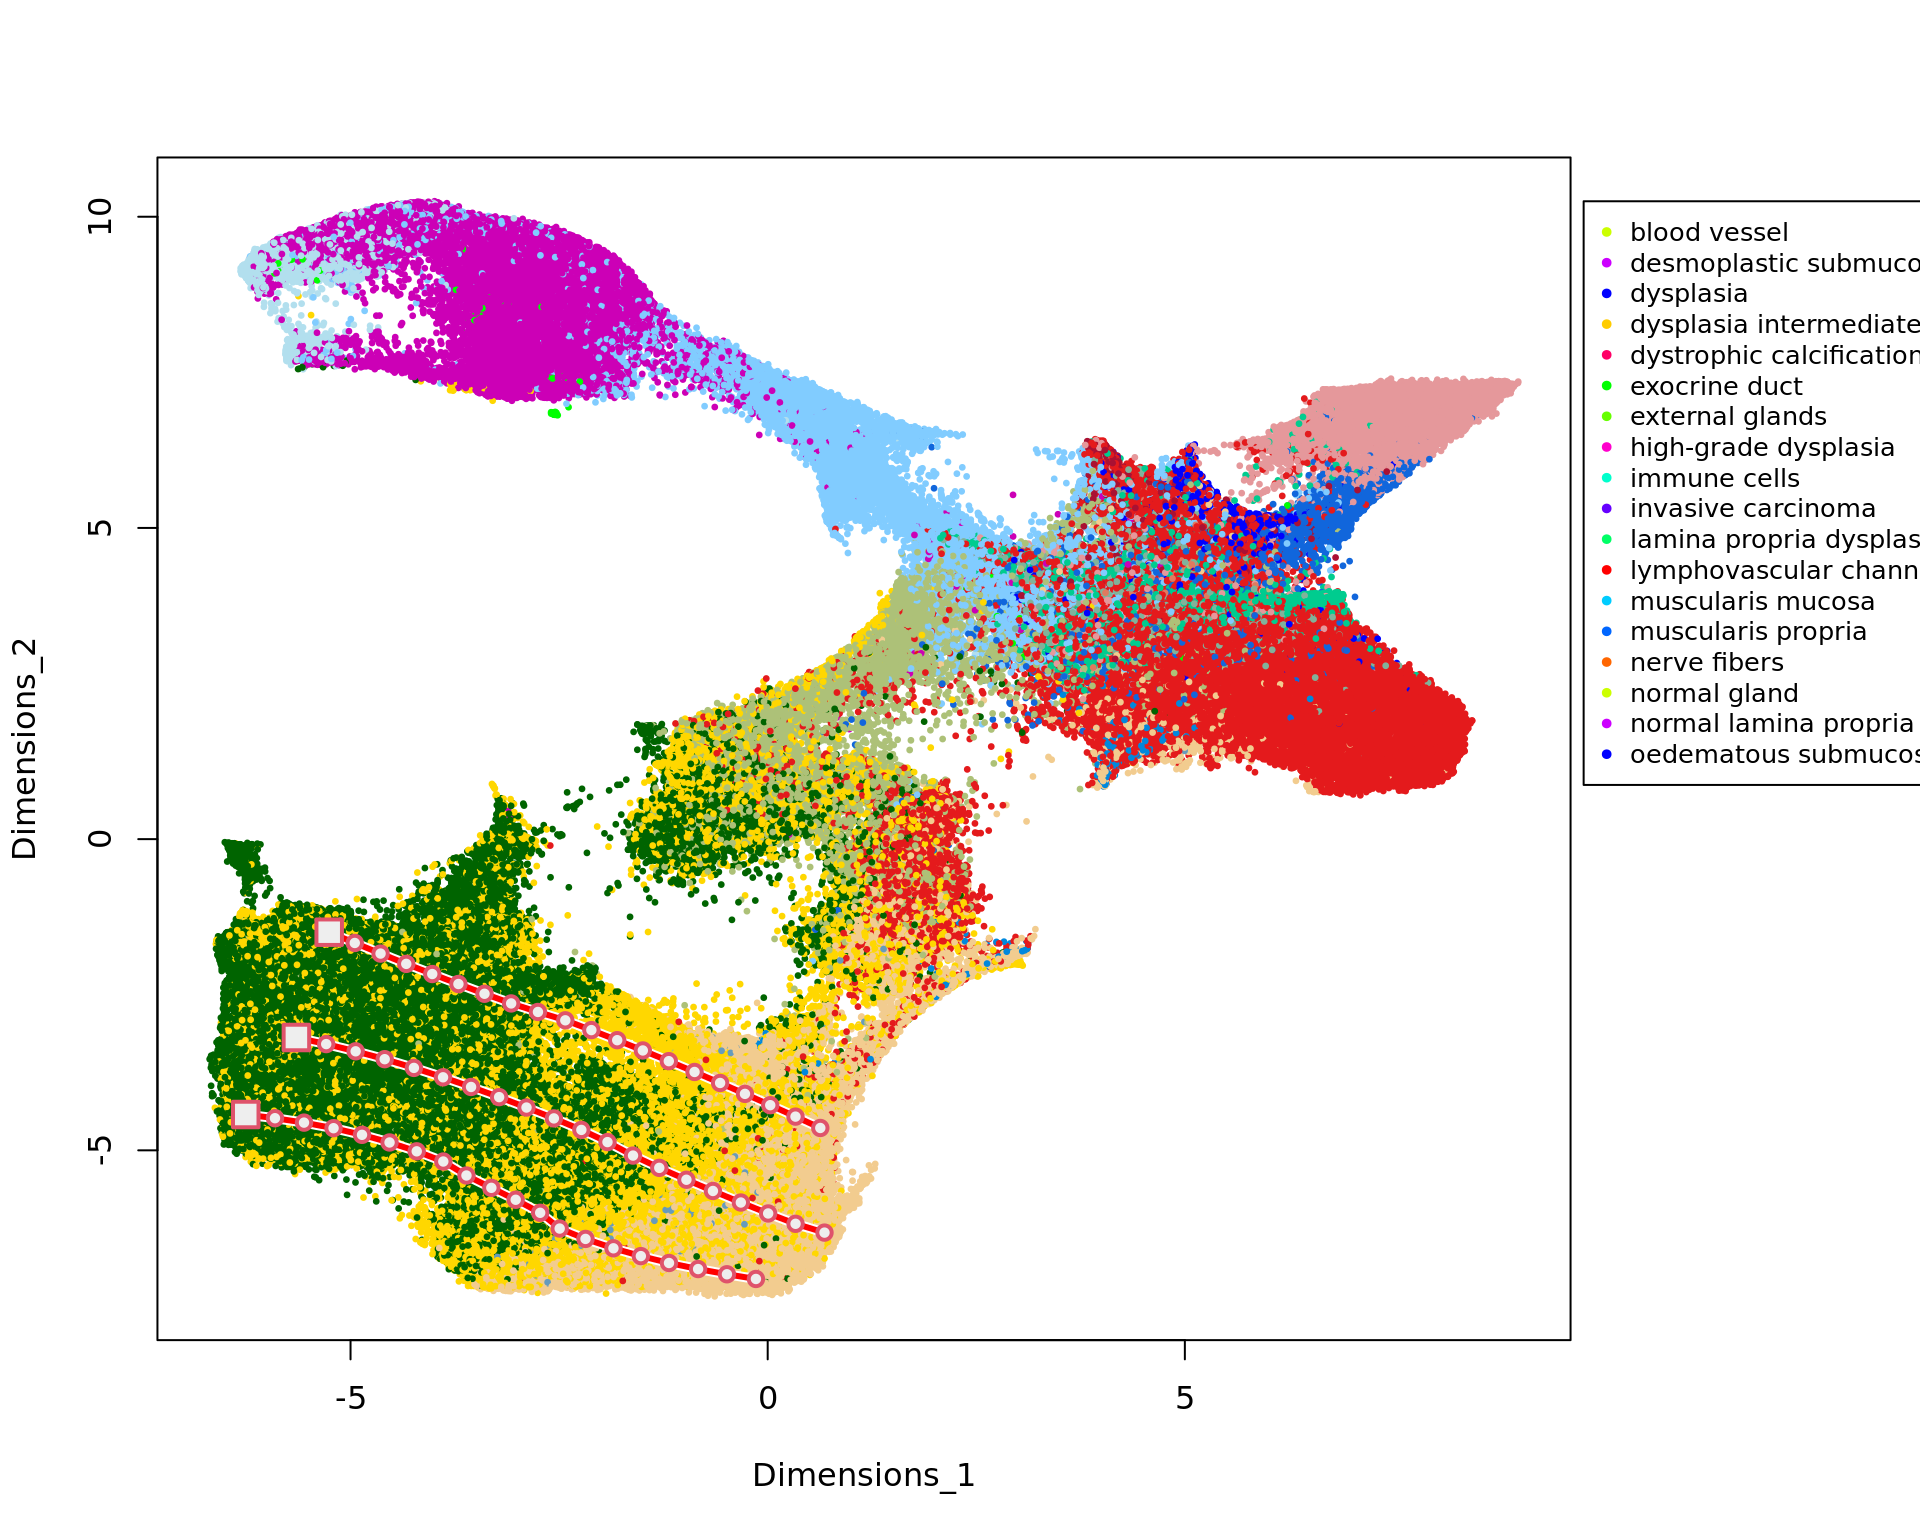 10
5
0
-5
Dimensions_2
-5
0
5
Dimensions_1
blood vessel
desmoplastic submuco
dysplasia
dysplasia intermediate
dystrophic calcification
exocrine duct
external glands
high-grade dysplasia
immune cells
invasive carcinoma
lamina propria dysplas
lymphovascular chann
muscularis mucosa
muscularis propria
nerve fibers
normal gland
normal lamina propria
oedematous submucos